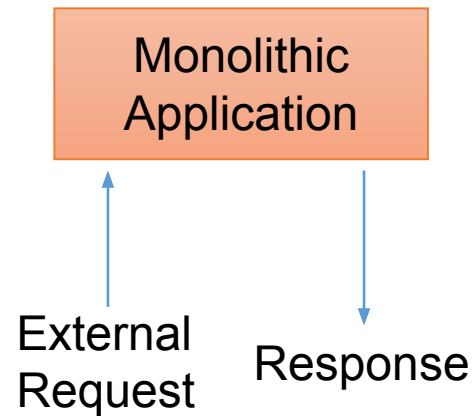 Monolithic
Application
External
Request
Response